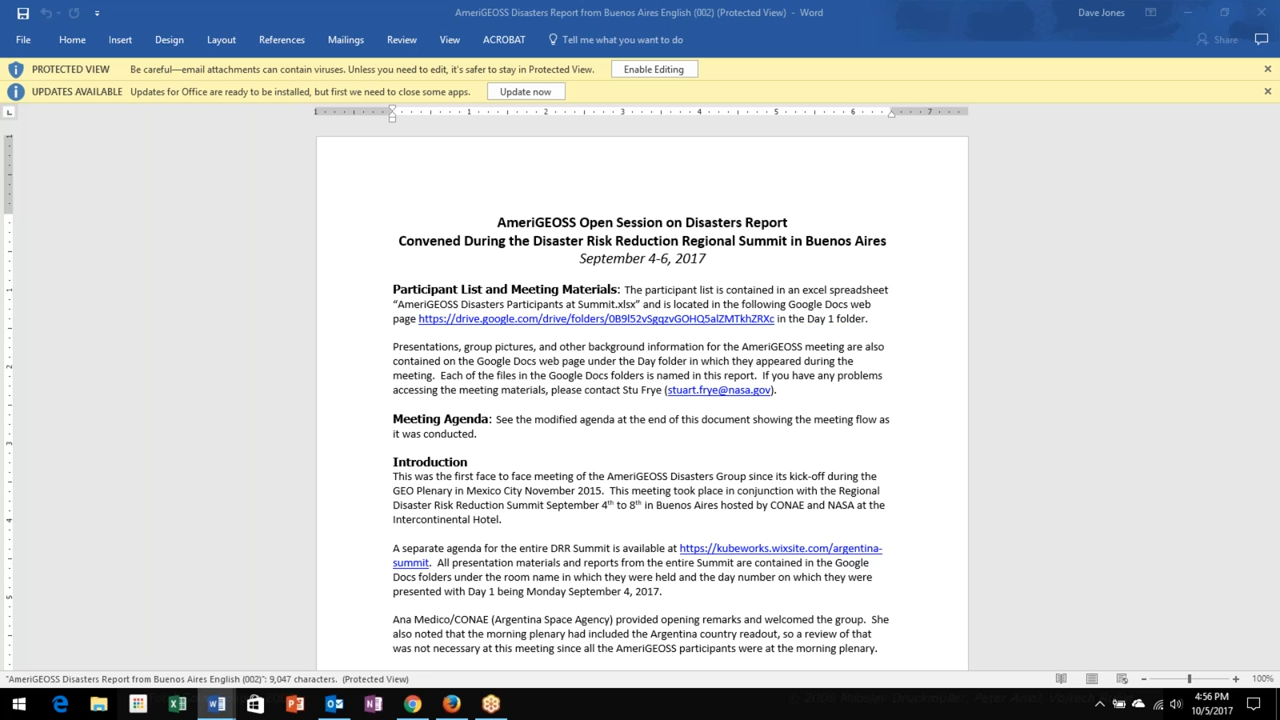 AmeriGEOSS Disasters Report from Buenos Aires English (002) (Protected View) - Word
Dave Jones
File Home Insert Design Layout References Mailings Review View ACROBAT Tell me what you want to do Share
PROTECTED VIEW Be careful—email attachments can contain viruses. Unless you need to edit, it's safer to stay in Protected View. Enable Editing
UPDATES AVAILABLE Updates for Office are ready to be installed, but first we need to close some apps. Update now
1 1 2 3 4 5 6 7
AmeriGEOSS Open Session on Disasters Report
Convened During the Disaster Risk Reduction Regional Summit in Buenos Aires
September 4-6, 2017
Participant List and Meeting Materials: The participant list is contained in an excel spreadsheet
“AmeriGEOSS Disasters Participants at Summit.xlsx” and is located in the following Google Docs web
page https://drive.google.com/drive/folders/0B9l52vSgqzvGOHQ5alZMTkhZRXc in the Day 1 folder.
Presentations, group pictures, and other background information for the AmeriGEOSS meeting are also
contained on the Google Docs web page under the Day folder in which they appeared during the
meeting. Each of the files in the Google Docs folders is named in this report. If you have any problems
accessing the meeting materials, please contact Stu Frye (stuart.frye@nasa.gov).
Meeting Agenda: See the modified agenda at the end of this document showing the meeting flow as
it was conducted.
Introduction
This was the first face to face meeting of the AmeriGEOSS Disasters Group since its kick-off during the
GEO Plenary in Mexico City November 2015. This meeting took place in conjunction with the Regional
Disaster Risk Reduction Summit September 4th to 8th in Buenos Aires hosted by CONAE and NASA at the
Intercontinental Hotel.
A separate agenda for the entire DRR Summit is available at https://kubeworks.wixsite.com/argentina-
summit. All presentation materials and reports from the entire Summit are contained in the Google
Docs folders under the room name in which they were held and the day number on which they were
presented with Day 1 being Monday September 4, 2017.
Ana Medico/CONAE (Argentina Space Agency) provided opening remarks and welcomed the group. She
also noted that the morning plenary had included the Argentina country readout, so a review of that
was not necessary at this meeting since all the AmeriGEOSS participants were at the morning plenary.
"AmeriGEOSS Disasters Report from Buenos Aires English (002)": 9,047 characters. (Protected View)
100%
4:56 PM
10/5/2017